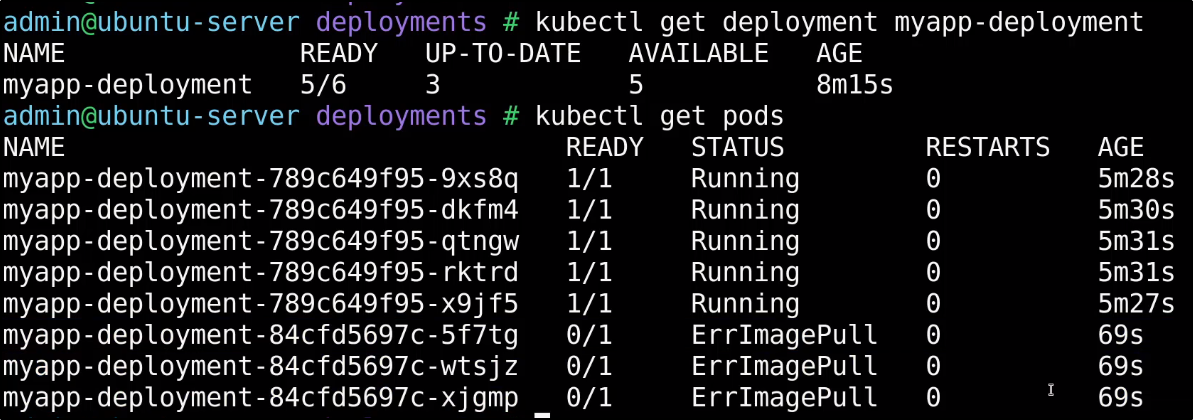 admin@ubuntu-server deployments # kubectl get deployment myapp-deployment
NAME READY UP-TO-DATE AVAILABLE AGE
myapp-deployment 5/6 3 5 8m15s
admin@ubuntu-server deployments # kubectl get pods
NAME READY STATUS RESTARTS AGE
myapp-deployment-789c649f95-9xs8q 1/1 Running 0 5m28s
myapp-deployment-789c649f95-dkfm4 1/1 Running 0 5m30s
myapp-deployment-789c649f95-qtngw 1/1 Running 0 5m31s
myapp-deployment-789c649f95-rktrd 1/1 Running 0 5m31s
myapp-deployment-789c649f95-x9jf5 1/1 Running 0 5m27s
myapp-deployment-84cfd5697c-5f7tg 0/1 ErrImagePull 0 69s
myapp-deployment-84cfd5697c-wtsjz 0/1 ErrImagePull 0 69s
myapp-deployment-84cfd5697c-xjgmp 0/1 ErrImagePull 0 69s